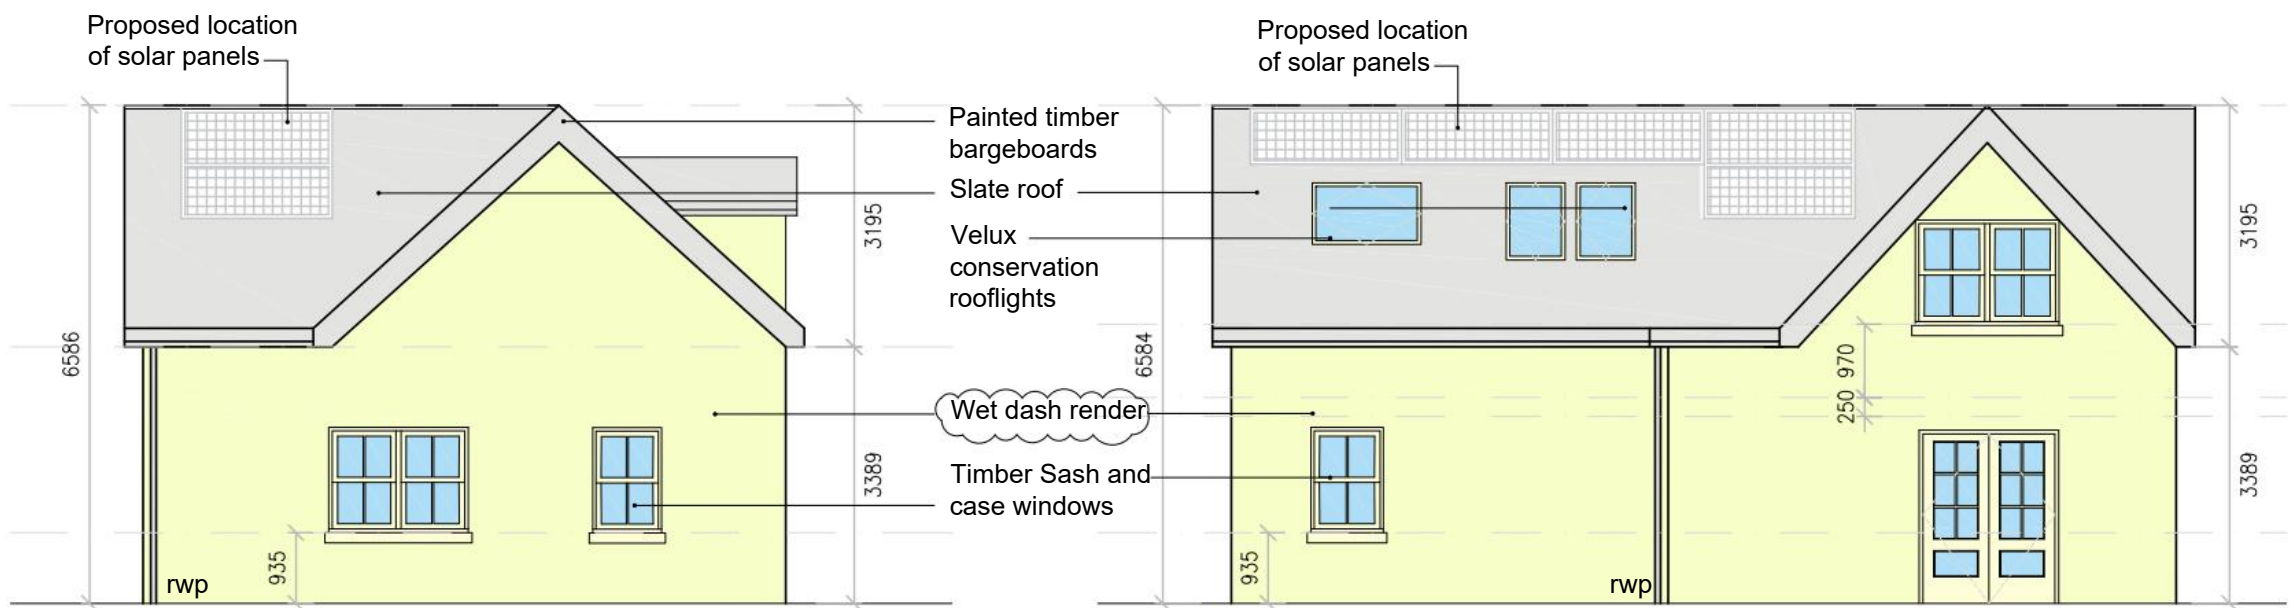 Proposed location
of solar panels
Proposed location
of solar panels
Painted timber
bargeboards
Slate roof
Velux
conservation
rooflights
Wet dash render
Timber Sash and
case windows
6586
3195
3389
935
rwp
6584
970
250
3195
3389
935
rwp